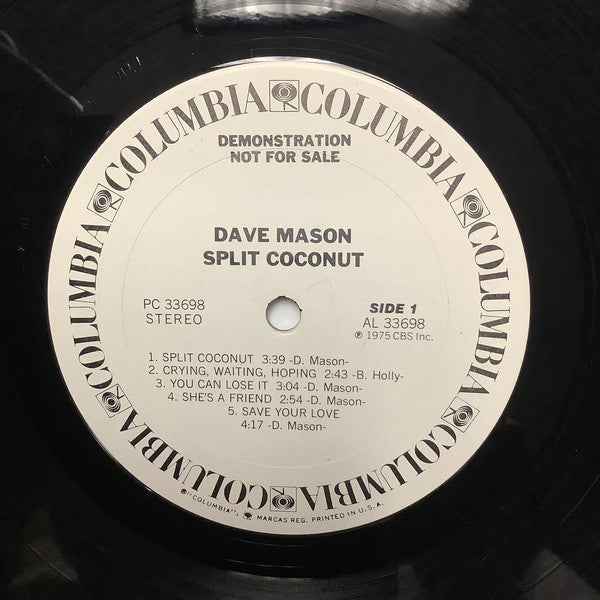 COLUMBIA COLUMBIA COLUMBIA COLUMBIA COLUMBIA COLUMBIA COLUMBIA COLUMBIA
DEMONSTRATION
NOT FOR SALE
DAVE MASON
SPLIT COCONUT
PC 33698
STEREO
SIDE 1
AL 33698
℗ 1975 CBS Inc.
1. SPLIT COCONUT 3:39 -D. Mason-
2. CRYING, WAITING, HOPING 2:43 -B. Holly-
3. YOU CAN LOSE IT 3:04 -D. Mason-
4. SHE'S A FRIEND 2:54 -D. Mason-
5. SAVE YOUR LOVE
4:17 -D. Mason-
®"COLUMBIA", MARCAS REG. PRINTED IN U.S.A.